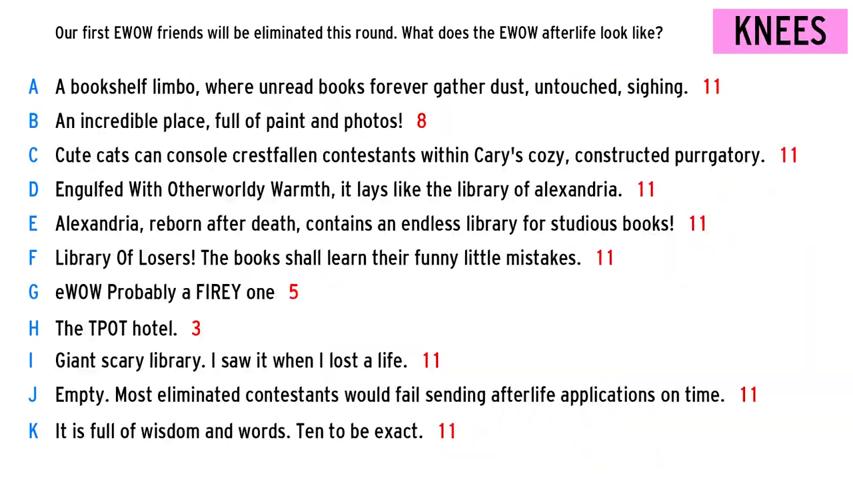 Our first EWOW friends will be eliminated this round. What does the EWOW afterlife look like?
KNEES
A A bookshelf limbo, where unread books forever gather dust, untouched, sighing. 11
B An incredible place, full of paint and photos! 8
C Cute cats can console crestfallen contestants within Cary's cozy, constructed purrgatory. 11
D Engulfed With Otherworldy Warmth, it lays like the library of alexandria. 11
E Alexandria, reborn after death, contains an endless library for studious books! 11
F Library Of Losers! The books shall learn their funny little mistakes. 11
G eWOW Probably a FIREY one 5
H The TPOT hotel. 3
I Giant scary library. I saw it when I lost a life. 11
J Empty. Most eliminated contestants would fail sending afterlife applications on time. 11
K It is full of wisdom and words. Ten to be exact. 11